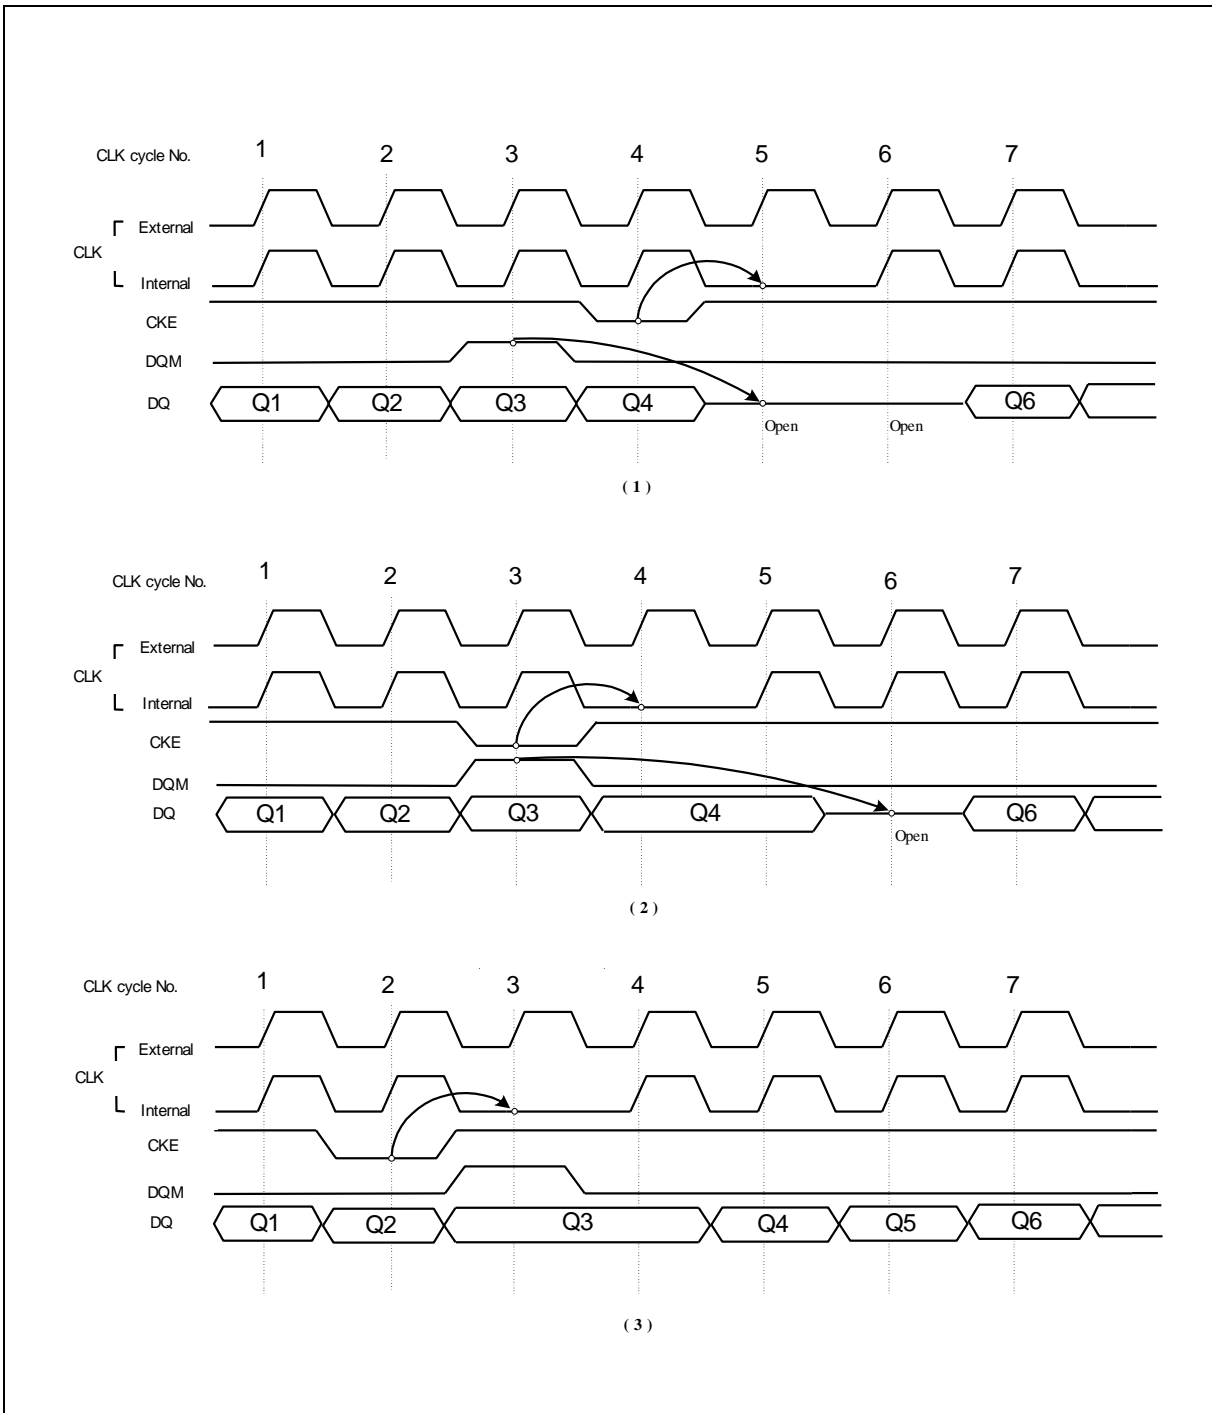 CLK cycle No. 1 2 3 4 5 6 7
External
CLK
Internal
CKE
DQM
DQ Q1 Q2 Q3 Q4 Q6
Open Open
( 1 )
CLK cycle No. 1 2 3 4 5 6 7
External
CLK
Internal
CKE
DQM
DQ Q1 Q2 Q3 Q4 Q6
Open
( 2 )
CLK cycle No. 1 2 3 4 5 6 7
External
CLK
Internal
CKE
DQM
DQ Q1 Q2 Q3 Q4 Q5 Q6
( 3 )